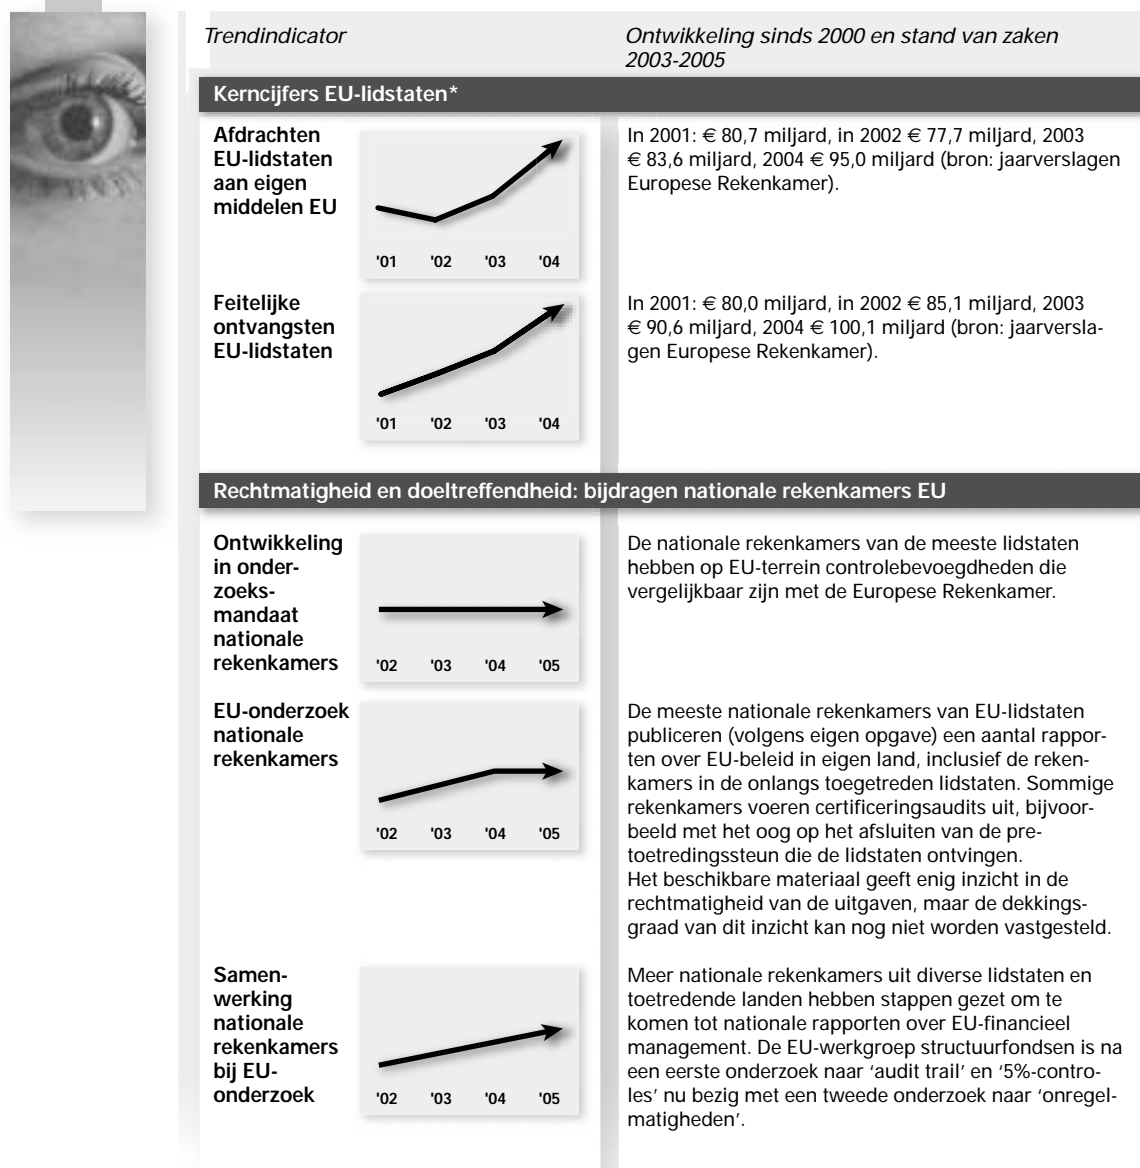 Trendindicator
Ontwikkeling sinds 2000 en stand van zaken
2003-2005
Kerncijfers EU-lidstaten*
Afdrachten
EU-lidstaten
aan eigen
middelen EU
'01 '02 '03 '04
In 2001: € 80,7 miljard, in 2002 € 77,7 miljard, 2003
€ 83,6 miljard, 2004 € 95,0 miljard (bron: jaarverslagen
Europese Rekenkamer).
Feitelijke
ontvangsten
EU-lidstaten
'01 '02 '03 '04
In 2001: € 80,0 miljard, in 2002 € 85,1 miljard, 2003
€ 90,6 miljard, 2004 € 100,1 miljard (bron: jaarversla-
gen Europese Rekenkamer).
Rechtmatigheid en doeltreffendheid: bijdragen nationale rekenkamers EU
Ontwikkeling
in onder-
zoeks-
mandaat
nationale
rekenkamers
'02 '03 '04 '05
De nationale rekenkamers van de meeste lidstaten
hebben op EU-terrein controlebevoegdheden die
vergelijkbaar zijn met de Europese Rekenkamer.
EU-onderzoek
nationale
rekenkamers
'02 '03 '04 '05
De meeste nationale rekenkamers van EU-lidstaten
publiceren (volgens eigen opgave) een aantal rappor-
ten over EU-beleid in eigen land, inclusief de reken-
kamers in de onlangs toegetreden lidstaten. Sommige
rekenkamers voeren certificeringsaudits uit, bijvoor-
beeld met het oog op het afsluiten van de pre-
toetredingssteun die de lidstaten ontvingen.
Het beschikbare materiaal geeft enig inzicht in de
rechtmatigheid van de uitgaven, maar de dekkings-
graad van dit inzicht kan nog niet worden vastgesteld.
Samen-
werking
nationale
rekenkamers
bij EU-
onderzoek
'02 '03 '04 '05
Meer nationale rekenkamers uit diverse lidstaten en
toetredende landen hebben stappen gezet om te
komen tot nationale rapporten over EU-financieel
management. De EU-werkgroep structuurfondsen is na
een eerste onderzoek naar ‘audit trail’ en ‘5%-contro-
les’ nu bezig met een tweede onderzoek naar ‘onregel-
matigheden’.